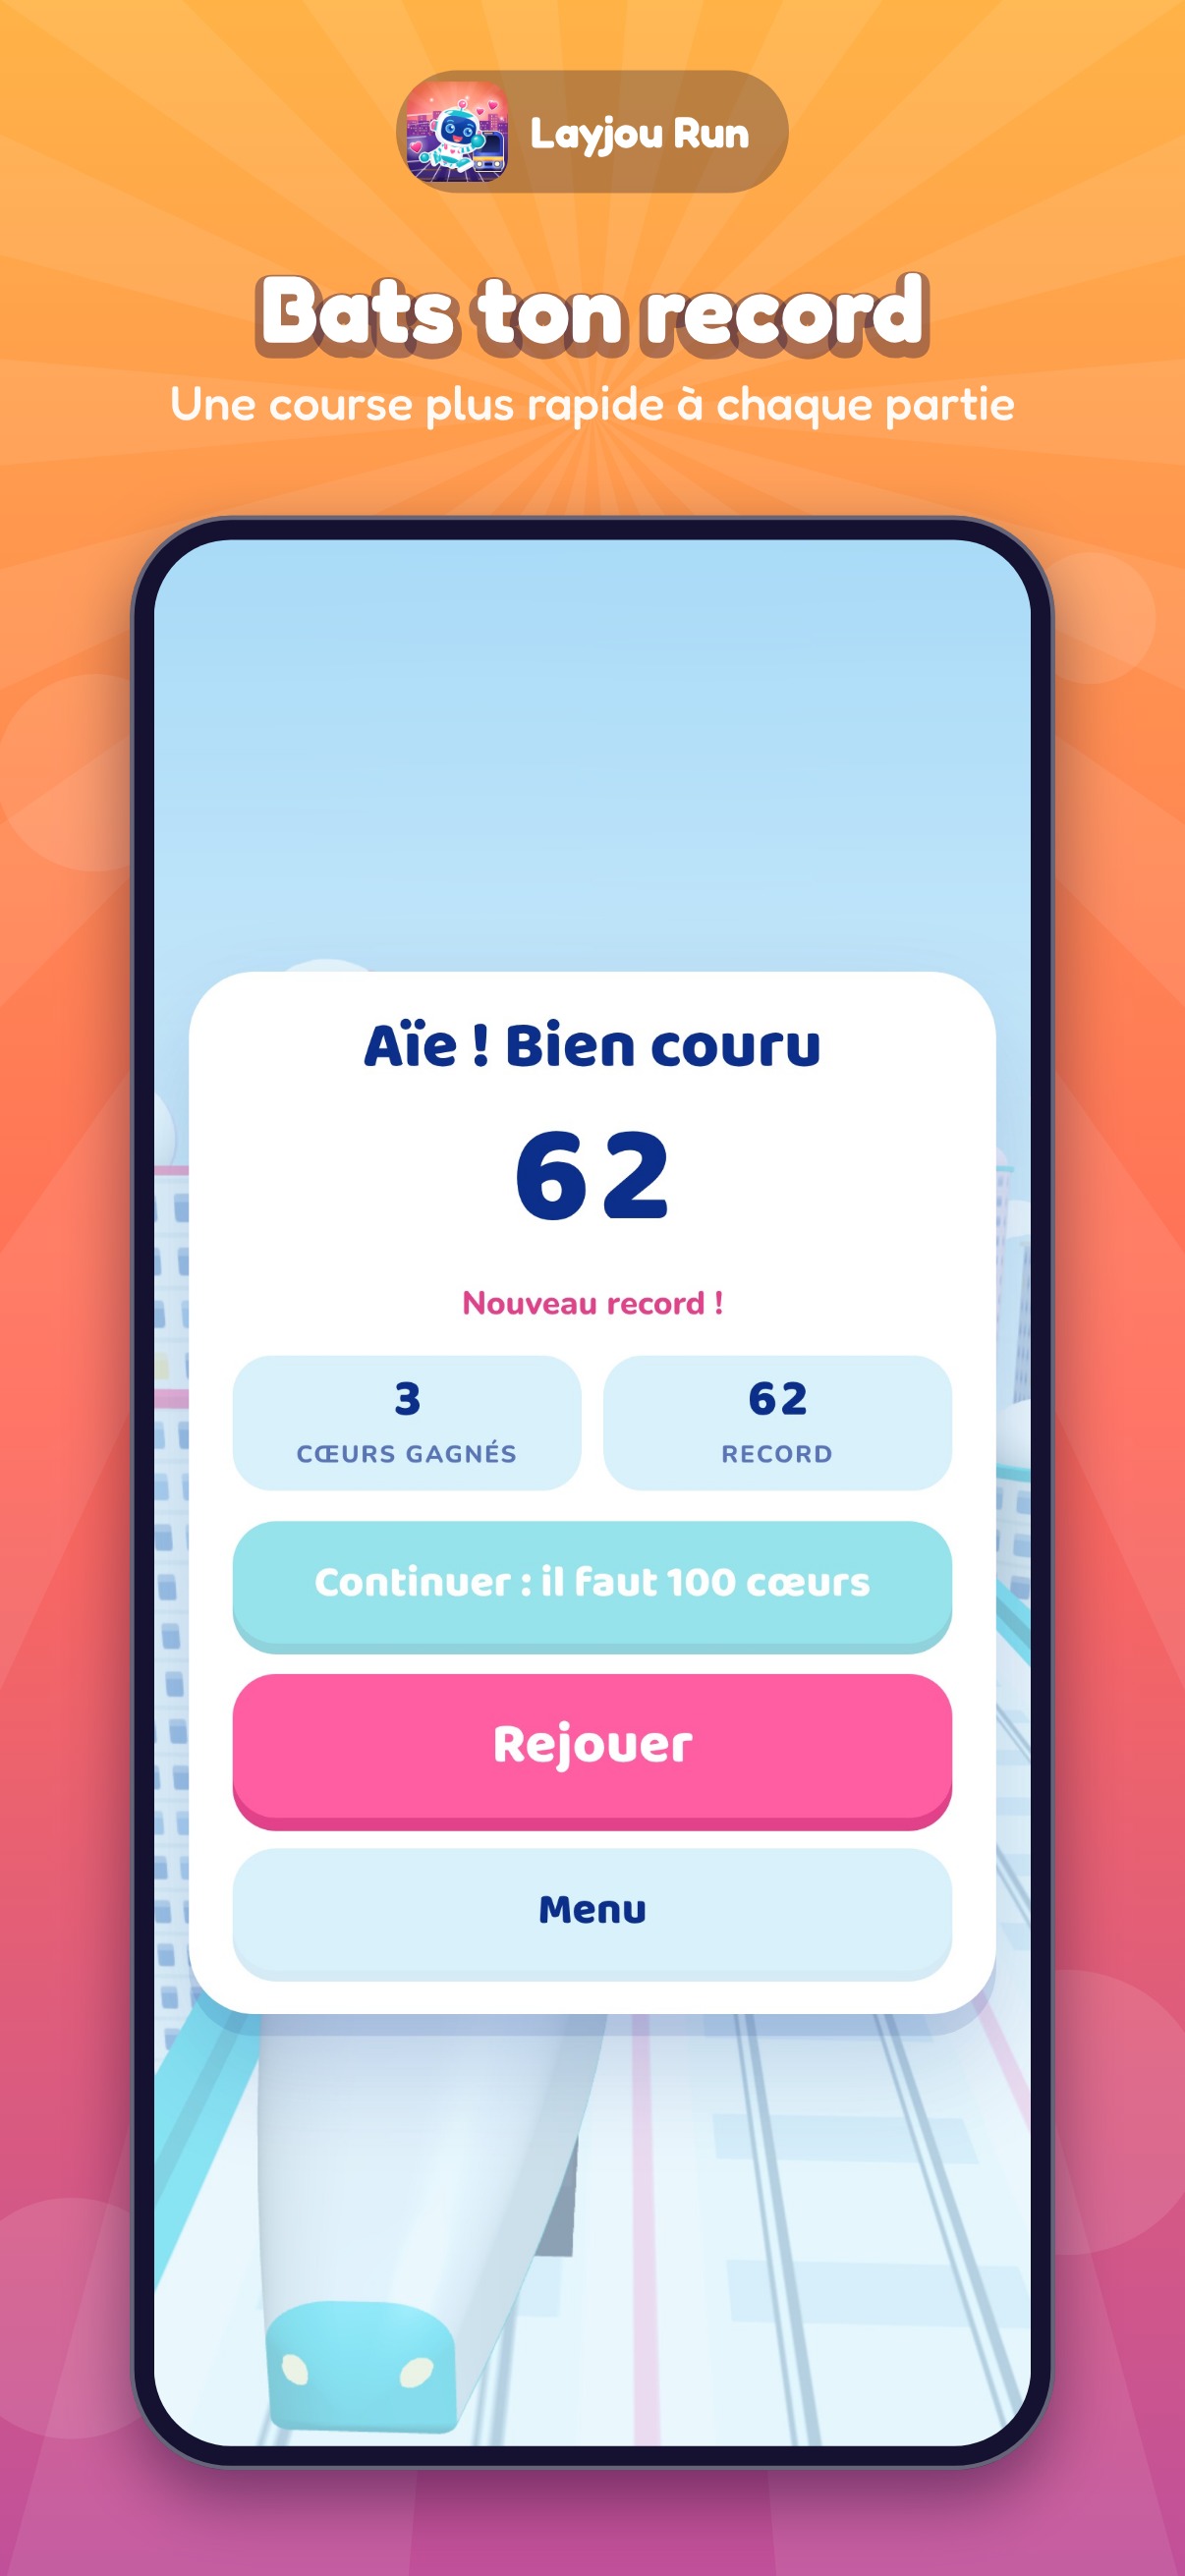 Layjou Run
Bats ton record
Une course plus rapide à chaque partie
Aïe ! Bien couru
62
Nouveau record !
3
CŒURS GAGNÉS
62
RECORD
Continuer : il faut 100 cœurs
Rejouer
Menu